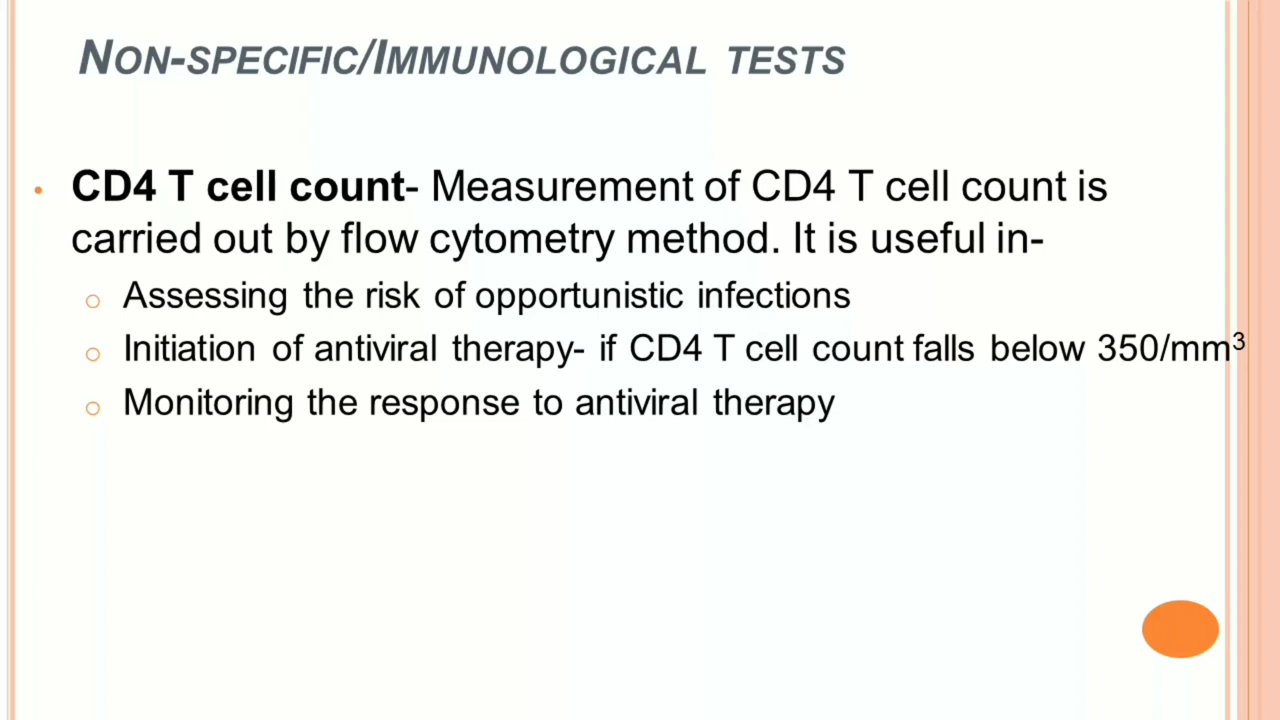 NON-SPECIFIC/IMMUNOLOGICAL TESTS
• CD4 T cell count- Measurement of CD4 T cell count is
carried out by flow cytometry method. It is useful in-
o Assessing the risk of opportunistic infections
o Initiation of antiviral therapy- if CD4 T cell count falls below 350/mm³
o Monitoring the response to antiviral therapy